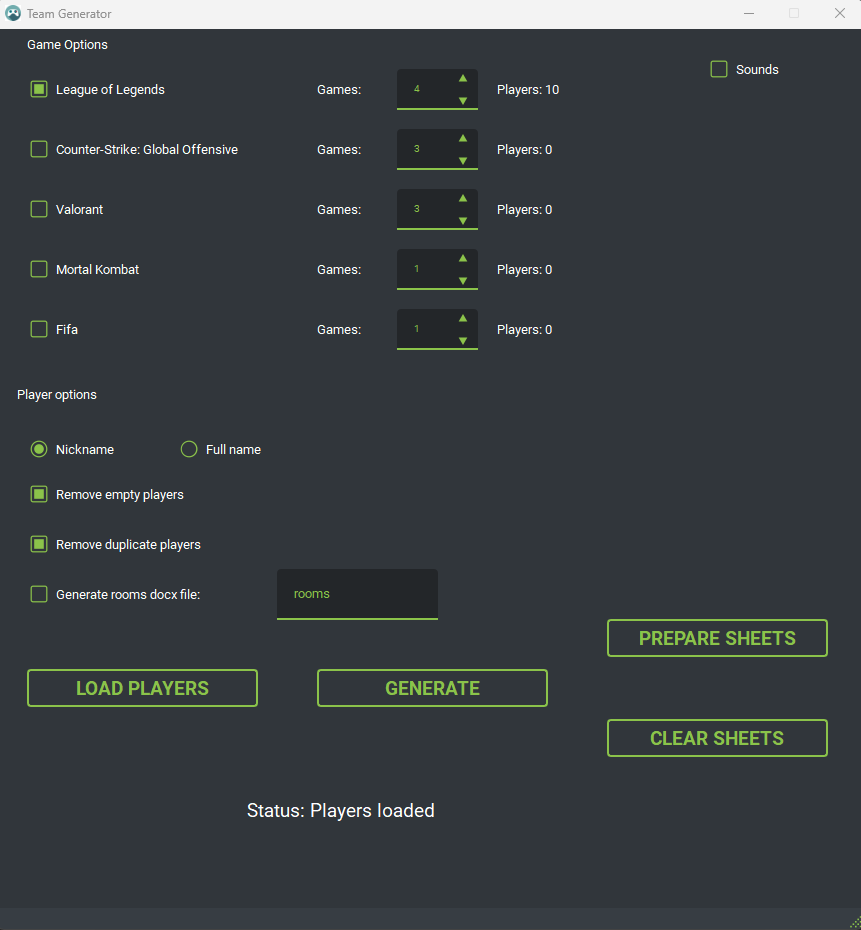 Team Generator
Game Options
Sounds
League of Legends Games: 4 Players: 10
Counter-Strike: Global Offensive Games: 3 Players: 0
Valorant Games: 3 Players: 0
Mortal Kombat Games: 1 Players: 0
Fifa Games: 1 Players: 0
Player options
Nickname Full name
Remove empty players
Remove duplicate players
Generate rooms docx file: rooms
PREPARE SHEETS
LOAD PLAYERS GENERATE
CLEAR SHEETS
Status: Players loaded